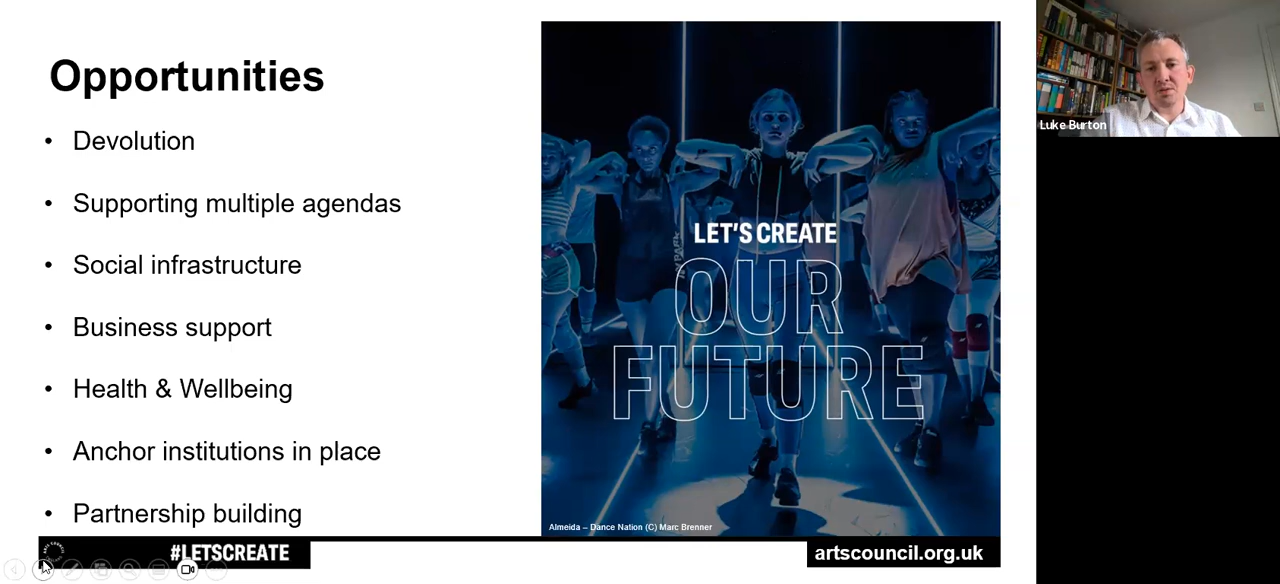 Opportunities
• Devolution
• Supporting multiple agendas
• Social infrastructure
• Business support
• Health & Wellbeing
• Anchor institutions in place
• Partnership building
LET'S CREATE
OUR
FUTURE
Almeida – Dance Nation (C) Marc Brenner
#LETSCREATE
artscouncil.org.uk
Luke Burton